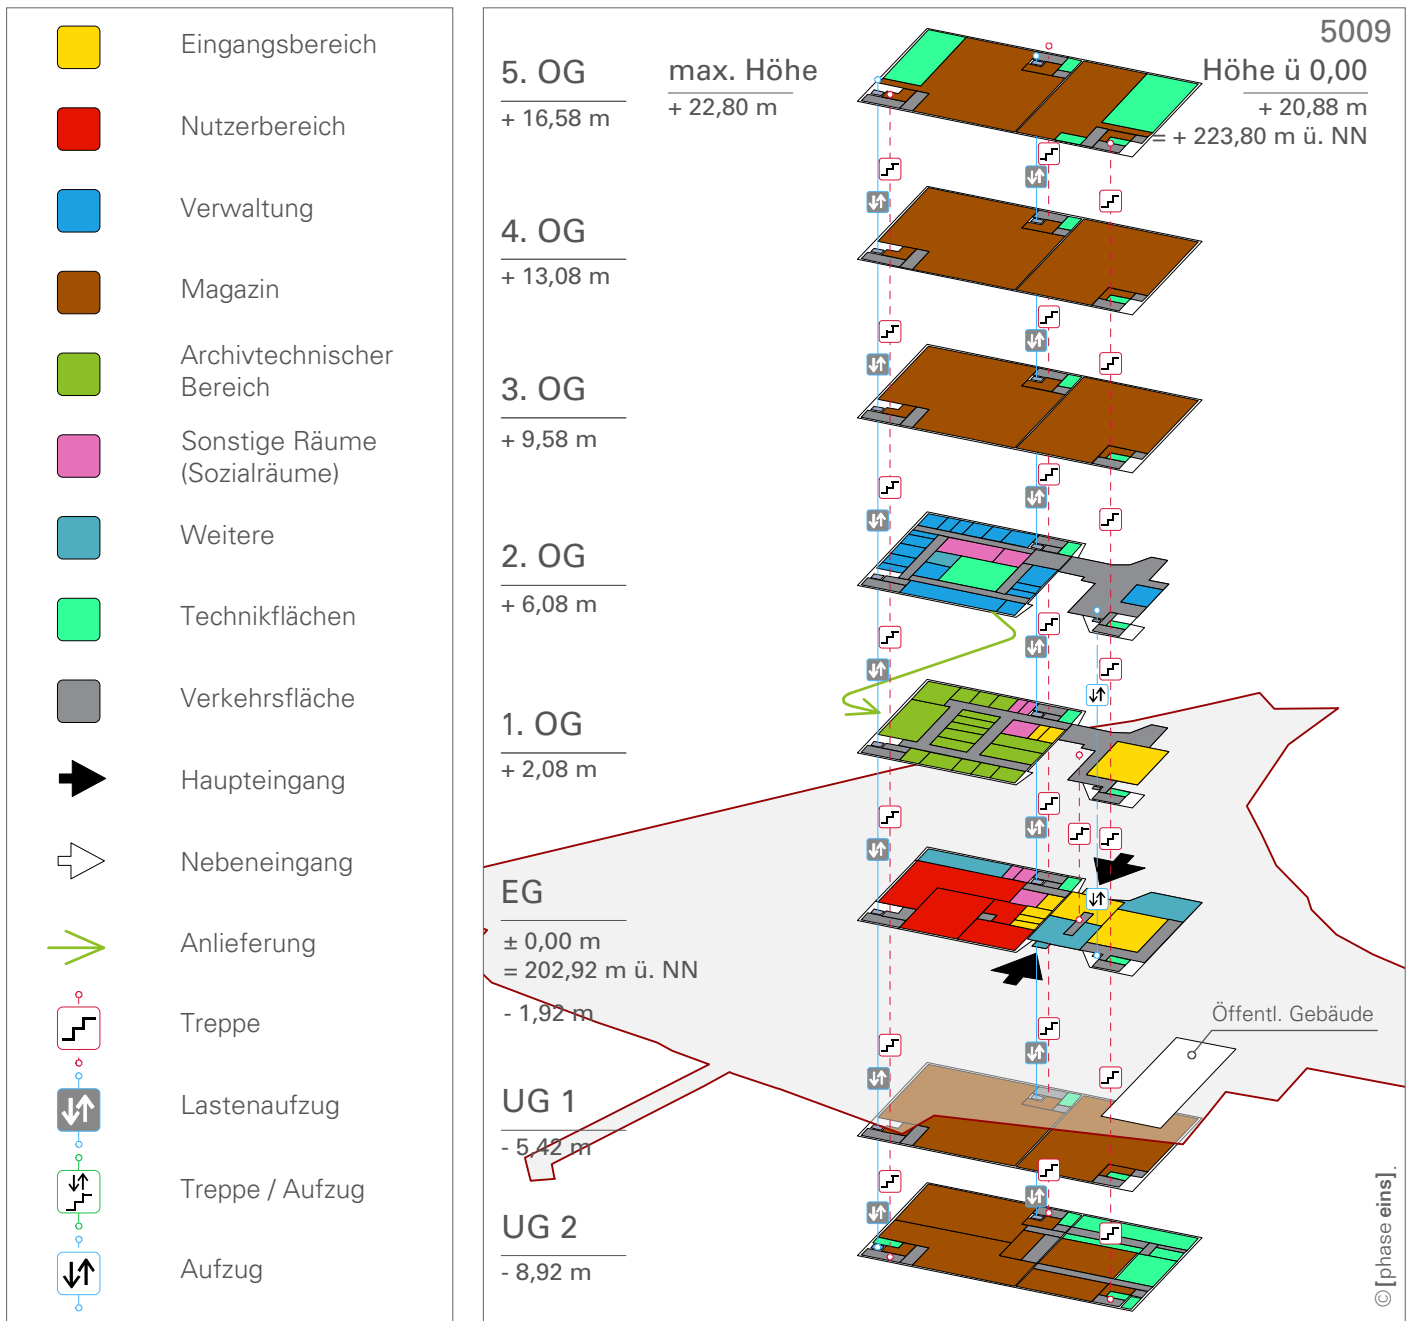 Eingangsbereich
Nutzerbereich
Verwaltung
Magazin
Archivtechnischer
Bereich
Sonstige Räume
(Sozialräume)
Weitere
Technikflächen
Verkehrsfläche
Haupteingang
Nebeneingang
Anlieferung
Treppe
Lastenaufzug
Treppe / Aufzug
Aufzug
5009
5. OG
+ 16,58 m
max. Höhe
+ 22,80 m
Höhe ü 0,00
+ 20,88 m
= + 223,80 m ü. NN
4. OG
+ 13,08 m
3. OG
+ 9,58 m
2. OG
+ 6,08 m
1. OG
+ 2,08 m
EG
± 0,00 m
= 202,92 m ü. NN
- 1,92 m
Öffentl. Gebäude
UG 1
- 5,42 m
UG 2
- 8,92 m
© [phase eins].